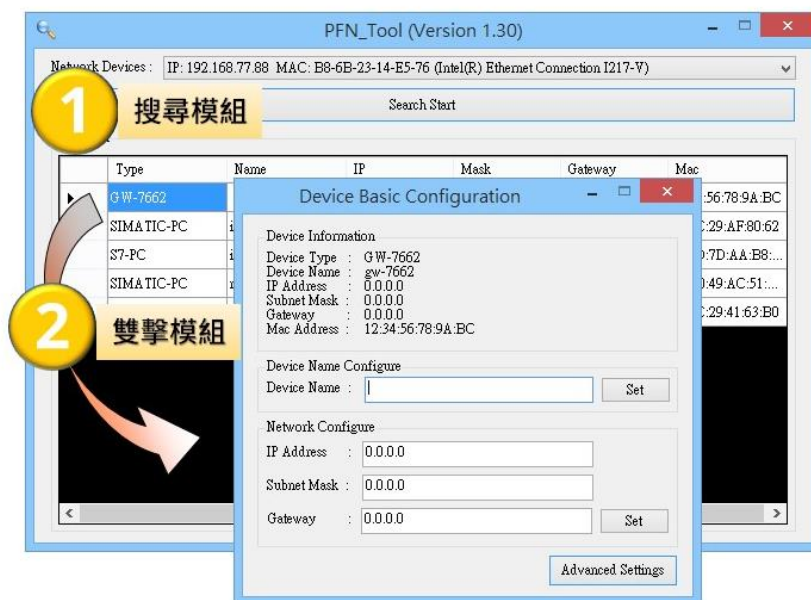 PFN_Tool (Version 1.30)
Network Devices : IP: 192.168.77.88 MAC: B8-6B-23-14-E5-76 (Intel(R) Ethernet Connection I217-V)
Search Start
1 搜尋模組
Type Name IP Mask Gateway Mac
GW-7662 :56:78:9A:BC
SIMATIC-PC :29:AF:80:62
S7-PC :7D:AA:B8:...
SIMATIC-PC :49:AC:51:...
:29:41:63:B0
2 雙擊模組
Device Basic Configuration
Device Information
Device Type : GW-7662
Device Name : gw-7662
IP Address : 0.0.0.0
Subnet Mask : 0.0.0.0
Gateway : 0.0.0.0
Mac Address : 12:34:56:78:9A:BC
Device Name Configure
Device Name :
Set
Network Configure
IP Address : 0.0.0.0
Subnet Mask : 0.0.0.0
Gateway : 0.0.0.0
Set
Advanced Settings